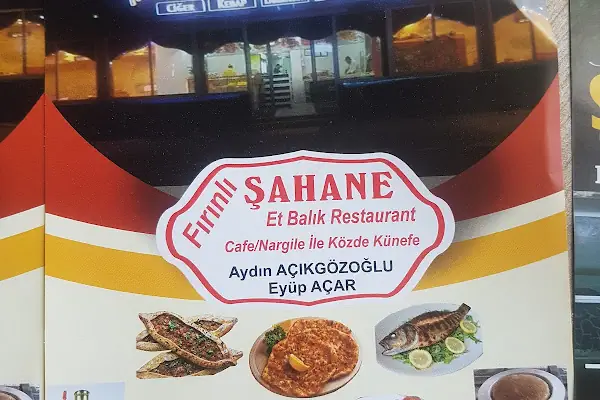 CİĞER
KEBAP
Fırınlı
ŞAHANE
Et Balık Restaurant
Cafe/Nargile İle Közde Künefe
Aydın AÇIKGÖZOĞLU
Eyüp AÇAR